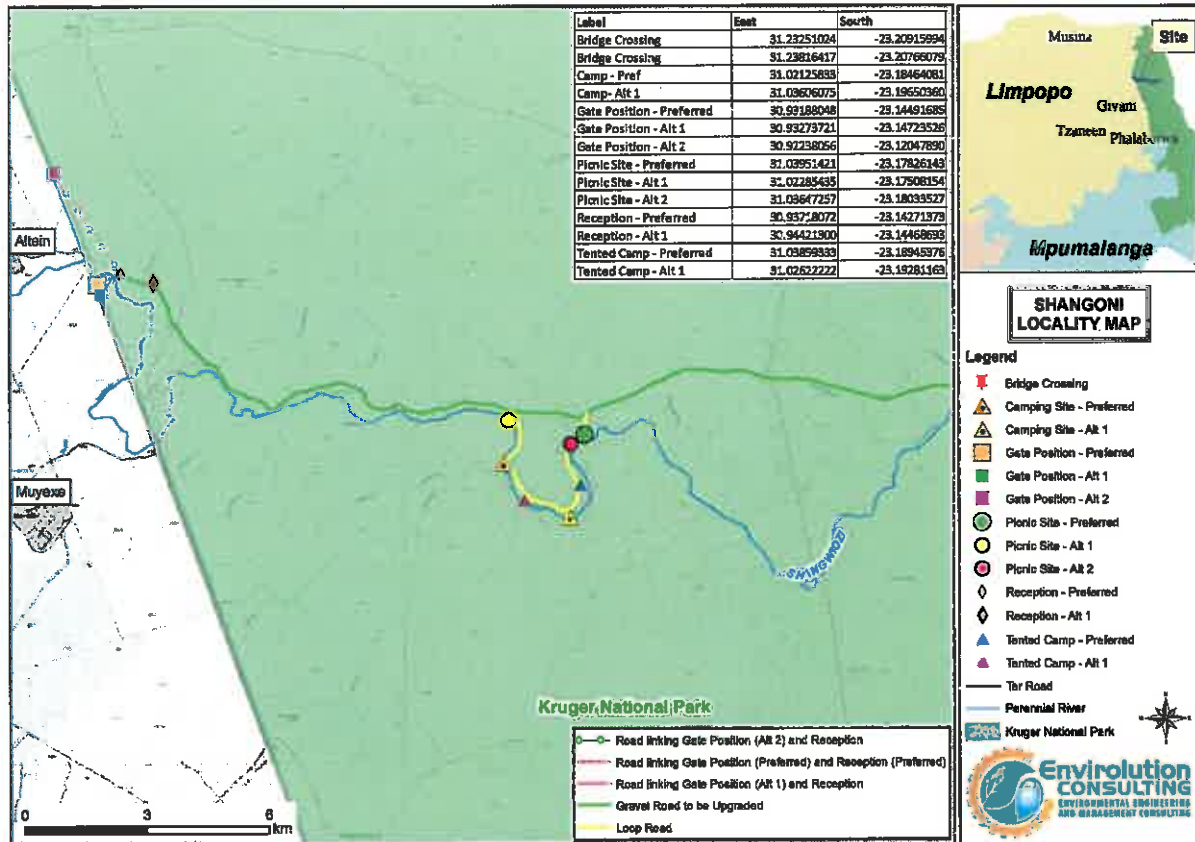 Label East South
Bridge Crossing 31.23251024 -23.20915994
Bridge Crossing 31.23816417 -23.20766079
Camp - Pref 31.02125833 -23.18464081
Camp- Alt 1 31.03606075 -23.19650360
Gate Position - Preferred 30.93188048 -23.14491685
Gate Position - Alt 1 30.93273721 -23.14723526
Gate Position - Alt 2 30.92238056 -23.12047890
Picnic Site - Preferred 31.03951421 -23.17826143
Picnic Site - Alt 1 31.02285435 -23.17508154
Picnic Site - Alt 2 31.03647257 -23.18033527
Reception - Preferred 30.93718072 -23.14271373
Reception - Alt 1 30.94421300 -23.14468693
Tented Camp - Preferred 31.03859333 -23.18945376
Tented Camp - Alt 1 31.02622222 -23.19281163
Altein
Muyexe
SHINGWIDZI
Kruger National Park
0 3 6
km
Road linking Gate Position (Alt 2) and Reception
Road linking Gate Position (Preferred) and Reception (Preferred)
Road linking Gate Position (Alt 1) and Reception
Gravel Road to be Upgraded
Loop Road
Musina
Site
Limpopo
Giyani
Tzaneen Phalaborwa
Mpumalanga
SHANGONI
LOCALITY MAP
Legend
Bridge Crossing
Camping Site - Preferred
Camping Site - Alt 1
Gate Position - Preferred
Gate Position - Alt 1
Gate Position - Alt 2
Picnic Site - Preferred
Picnic Site - Alt 1
Picnic Site - Alt 2
Reception - Preferred
Reception - Alt 1
Tented Camp - Preferred
Tented Camp - Alt 1
Tar Road
Perennial River
Kruger National Park
Envirolution
CONSULTING
ENVIRONMENTAL ENGINEERING
AND MANAGEMENT CONSULTING